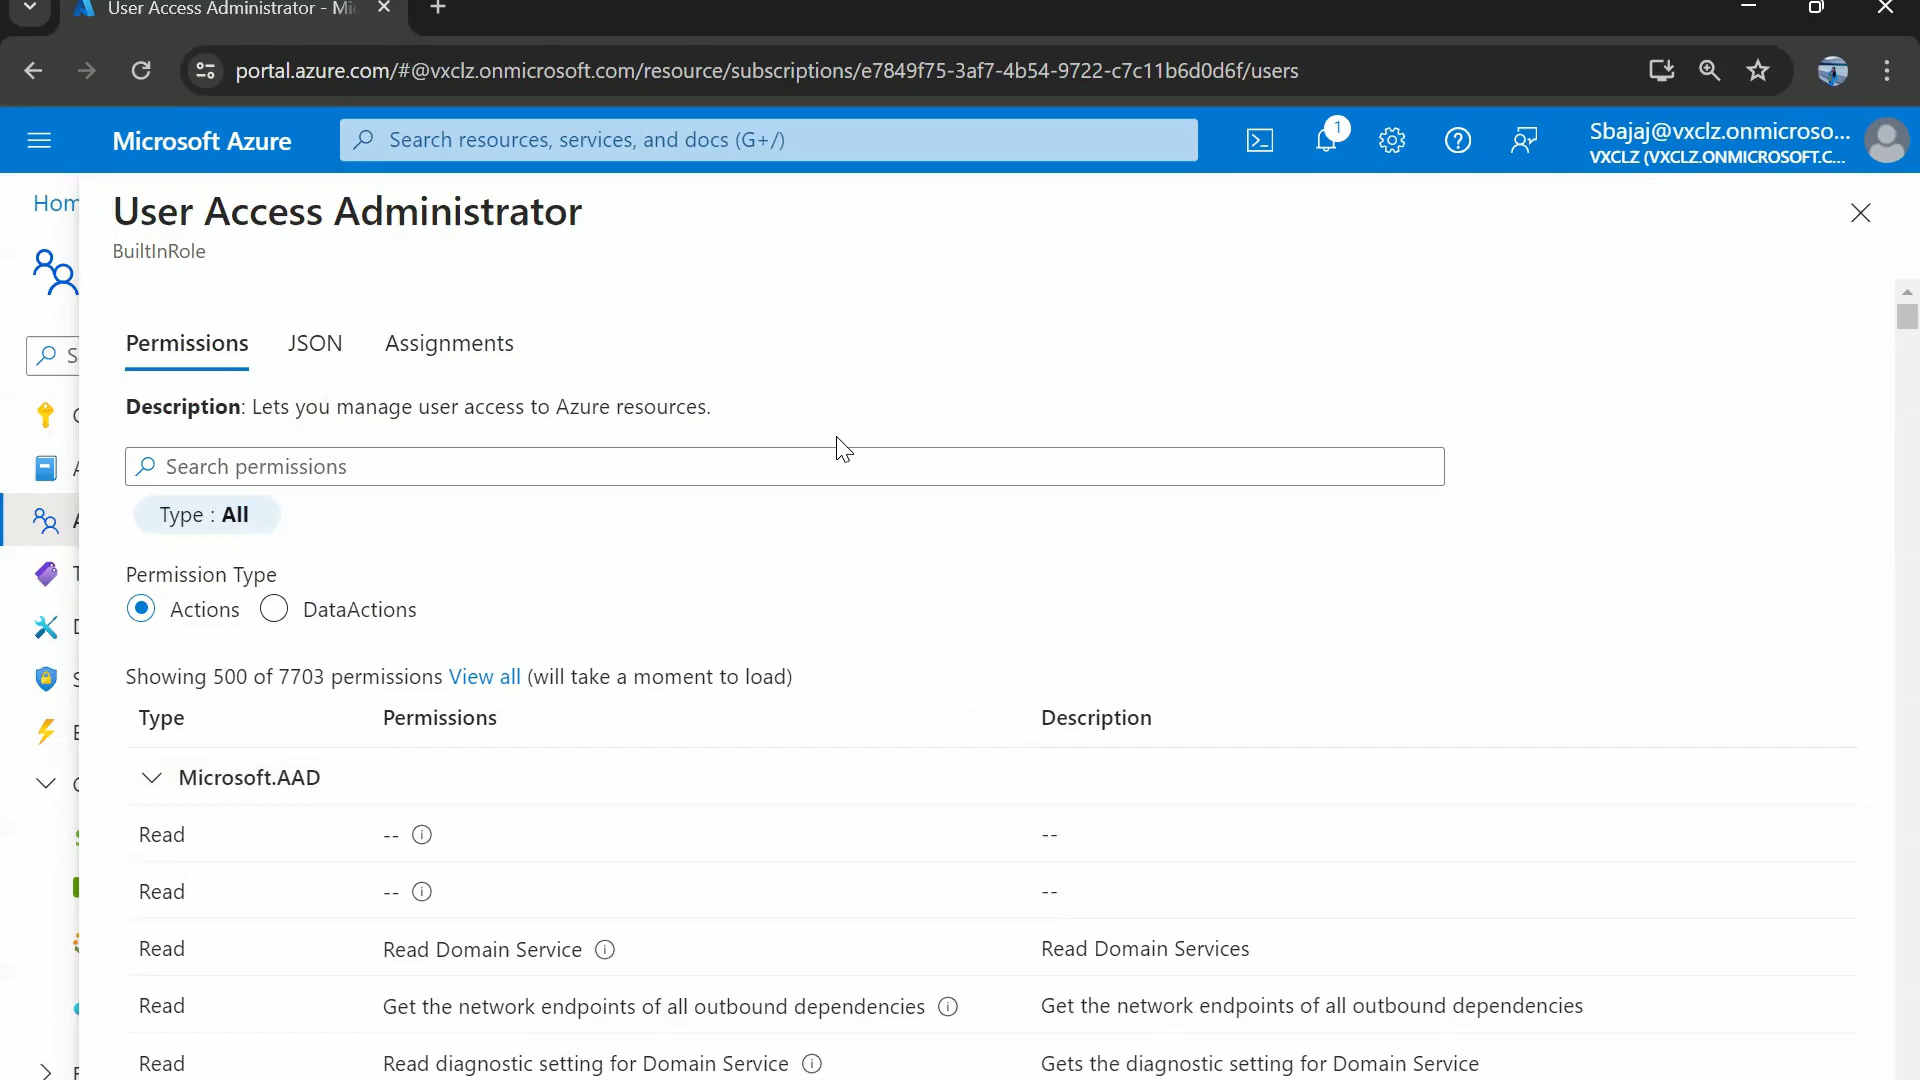 User Access Administrator - Mi
portal.azure.com/#@vxclz.onmicrosoft.com/resource/subscriptions/e7849f75-3af7-4b54-9722-c7c11b6d0d6f/users
Microsoft Azure
Search resources, services, and docs (G+/)
1
Sbajaj@vxclz.onmicroso...
VXCLZ (VXCLZ.ONMICROSOFT.C...
Hom
User Access Administrator
BuiltInRole
S
Permissions JSON Assignments
Description: Lets you manage user access to Azure resources.
Search permissions
Type : All
Permission Type
Actions DataActions
Showing 500 of 7703 permissions View all (will take a moment to load)
Type Permissions Description
Microsoft.AAD
Read -- --
Read -- --
Read Read Domain Service Read Domain Services
Read Get the network endpoints of all outbound dependencies Get the network endpoints of all outbound dependencies
Read Read diagnostic setting for Domain Service Gets the diagnostic setting for Domain Service